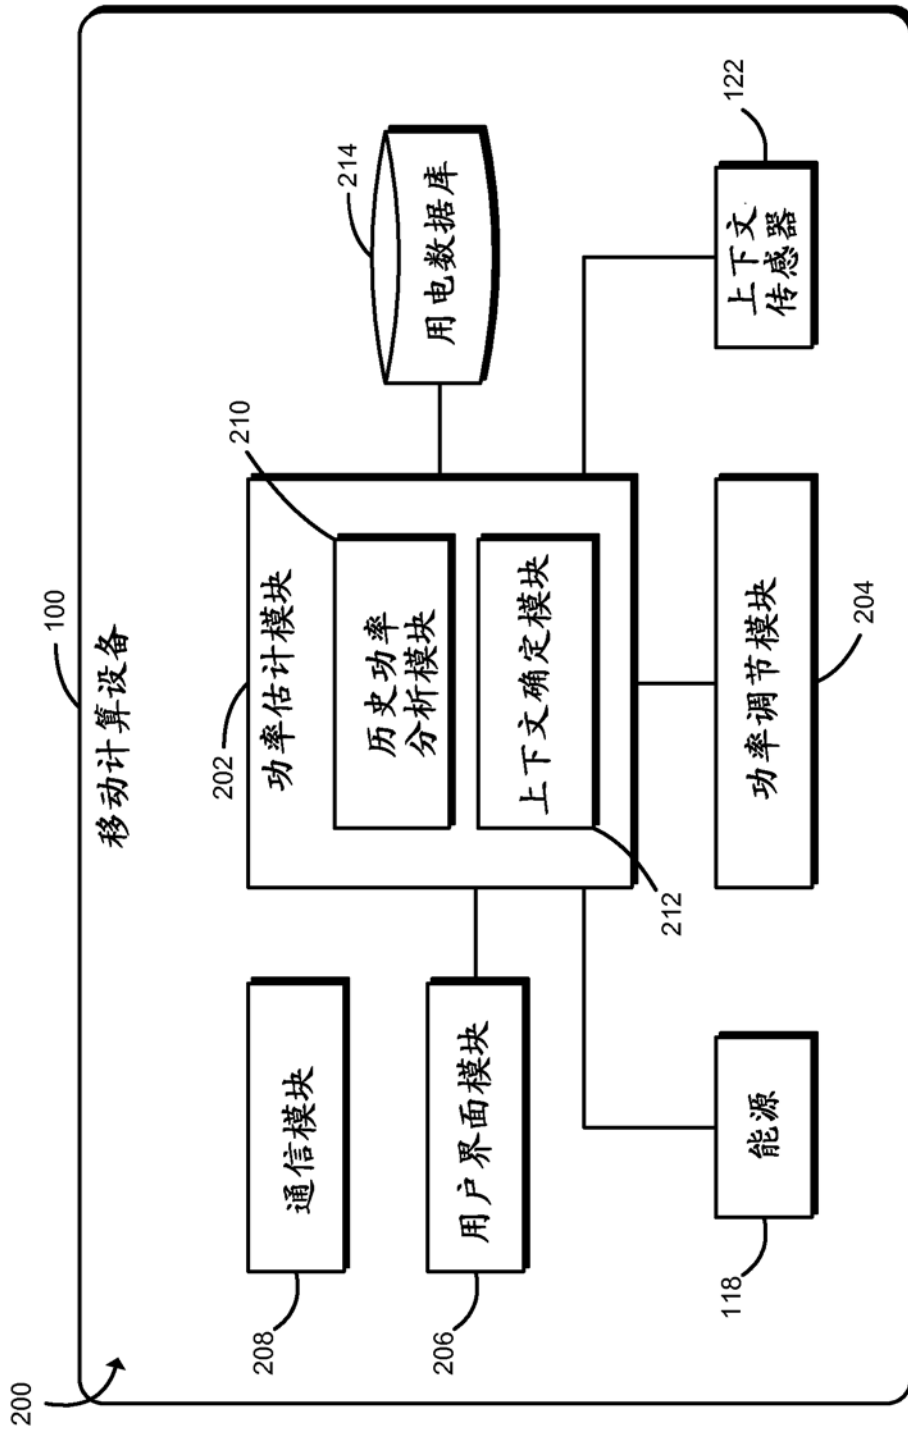 200
100
移动计算设备
208
通信模块
202
功率估计模块
210
历史功率
分析模块
214
用电数据库
206
用户界面模块
上下文确定模块
212
118
能源
功率调节模块
204
122
上下文
传感器